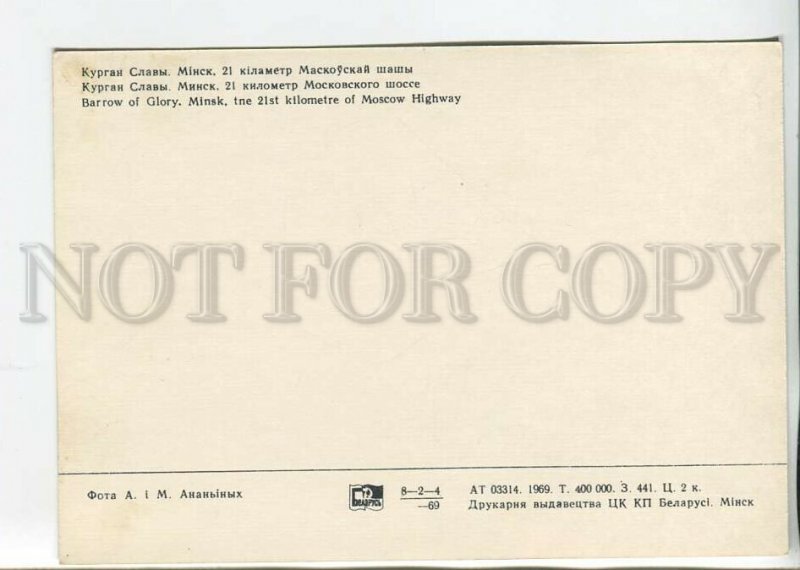 Курган Славы. Мінск, 21 кіламетр Маскоўскай шашы
Курган Славы. Минск. 21 километр Московского шоссе
Barrow of Glory. Minsk, tne 21st kilometre of Moscow Highway
NOT FOR COPY
Фота А. і М. Ананьіных
БЕЛАРУСЬ
8—2—4
—69
АТ 03314. 1969. Т. 400 000. З. 441. Ц. 2 к.
Друкарня выдавецтва ЦК КП Беларусі. Мінск